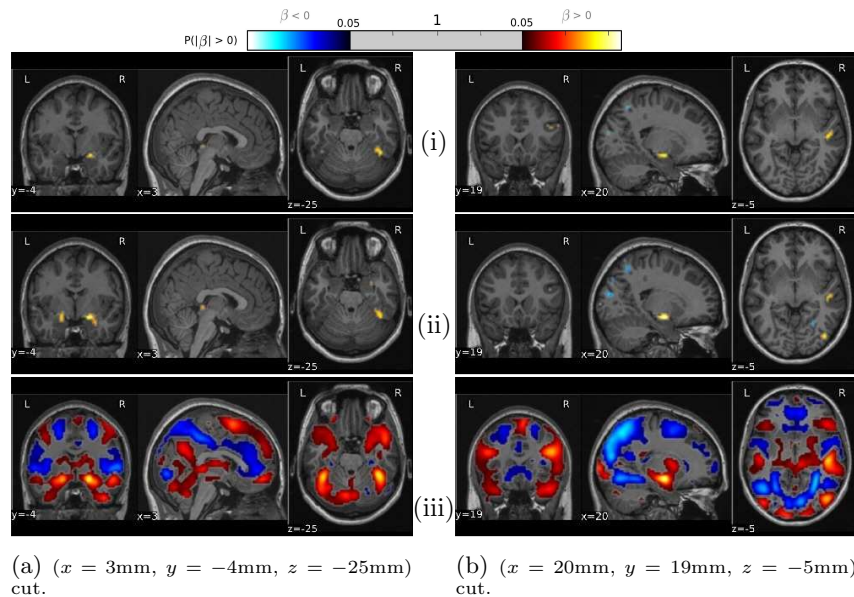 β < 0
0.05
1
0.05
β > 0
P(|β| > 0)
L R
y=-4
x=3
L R
z=-25
(i)
L R
y=19
x=20
L R
z=-5
L R
y=-4
x=3
L R
z=-25
(ii)
L R
y=19
x=20
L R
z=-5
L R
y=-4
x=3
L R
z=-25
(iii)
L R
y=19
x=20
L R
z=-5
(a) (x = 3mm, y = −4mm, z = −25mm)
cut.
(b) (x = 20mm, y = 19mm, z = −5mm)
cut.